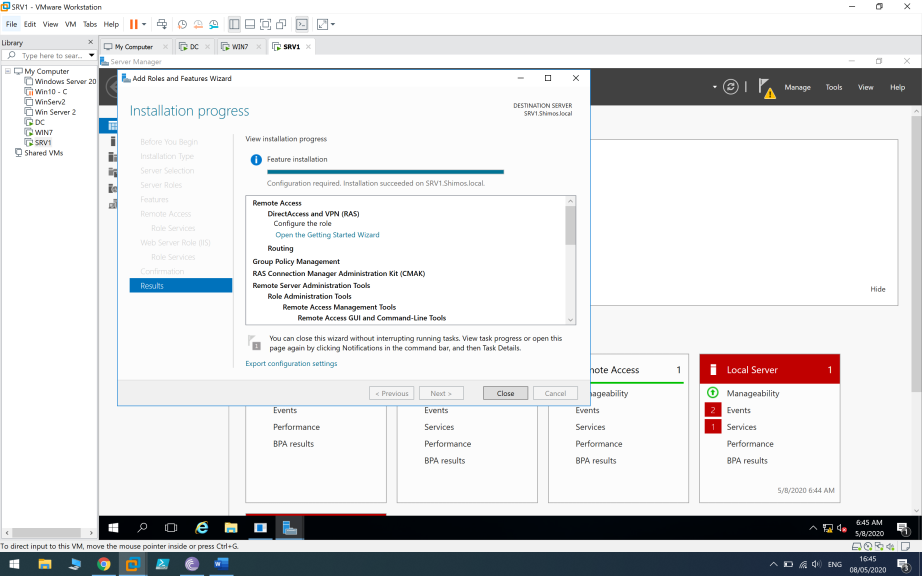 SRV1 - VMware Workstation
File Edit View VM Tabs Help
Library
Type here to sear...
My Computer
Windows Server 20
Win10 - C
WinServ2
Win Server 2
DC
WIN7
SRV1
Shared VMs
My Computer DC WIN7 SRV1
Server Manager
Manage Tools View Help
Add Roles and Features Wizard
Installation progress
DESTINATION SERVER
SRV1.Shimos.local
Before You Begin
Installation Type
Server Selection
Server Roles
Features
Remote Access
Role Services
Web Server Role (IIS)
Role Services
Confirmation
Results
View installation progress
Feature installation
Configuration required. Installation succeeded on SRV1.Shimos.local.
Remote Access
DirectAccess and VPN (RAS)
Configure the role
Open the Getting Started Wizard
Routing
Group Policy Management
RAS Connection Manager Administration Kit (CMAK)
Remote Server Administration Tools
Role Administration Tools
Remote Access Management Tools
Remote Access GUI and Command-Line Tools
1
You can close this wizard without interrupting running tasks. View task progress or open this
page again by clicking Notifications in the command bar, and then Task Details.
Export configuration settings
< Previous Next > Close Cancel
Hide
Events
Performance
BPA results
Events
Services
Performance
BPA results
mote Access 1
ageability
Events
Services
Performance
BPA results
Local Server 1
Manageability
2 Events
1 Services
Performance
BPA results
5/8/2020 6:44 AM
6:45 AM
5/8/2020
1
To direct input to this VM, move the mouse pointer inside or press Ctrl+G.
ENG
16:45
08/05/2020
3